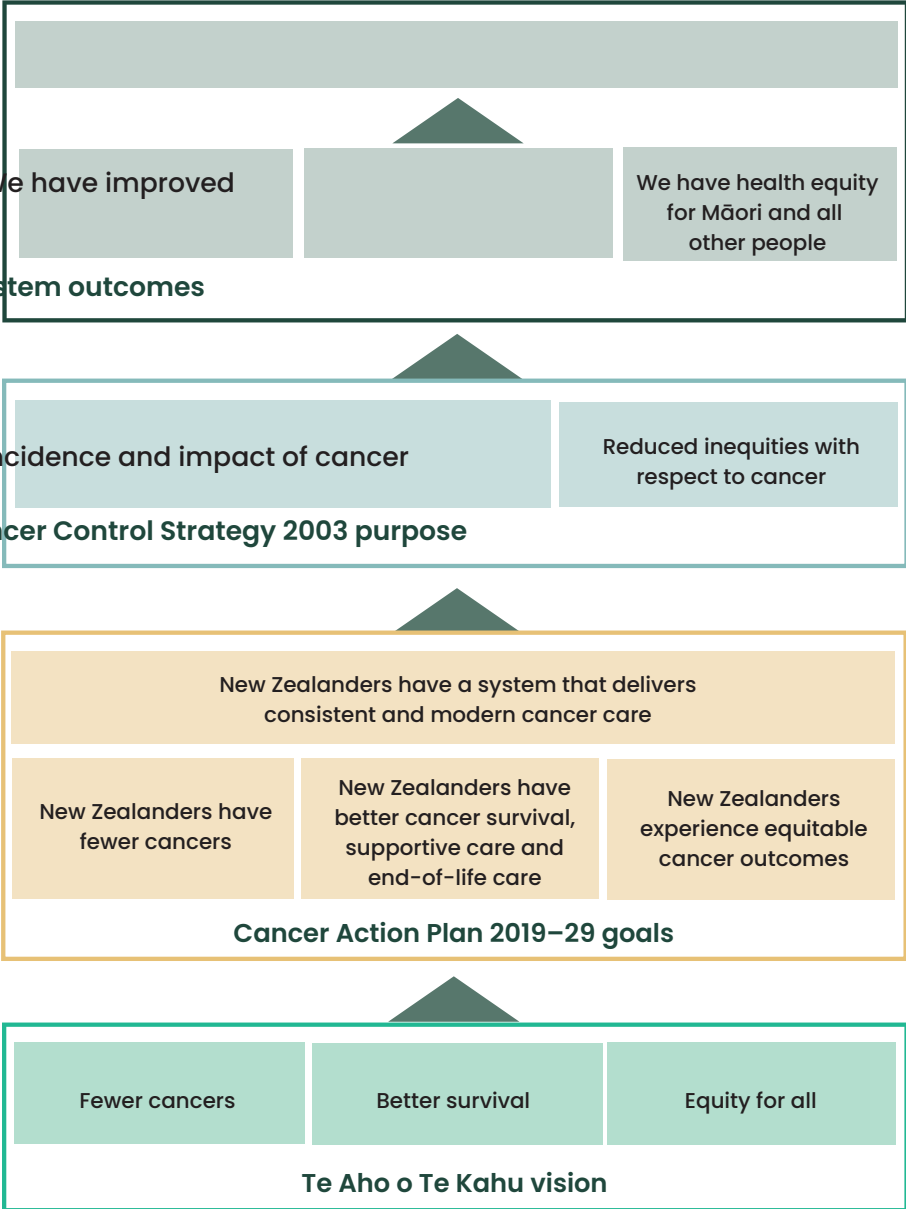 have improved
We have health equity
for Māori and all
other people
outcomes
and impact of cancer
Reduced inequities with
respect to cancer
Control Strategy 2003 purpose
New Zealanders have a system that delivers
consistent and modern cancer care
New Zealanders have
fewer cancers
New Zealanders have
better cancer survival,
supportive care and
end-of-life care
New Zealanders
experience equitable
cancer outcomes
Cancer Action Plan 2019–29 goals
Fewer cancers
Better survival
Equity for all
Te Aho o Te Kahu vision